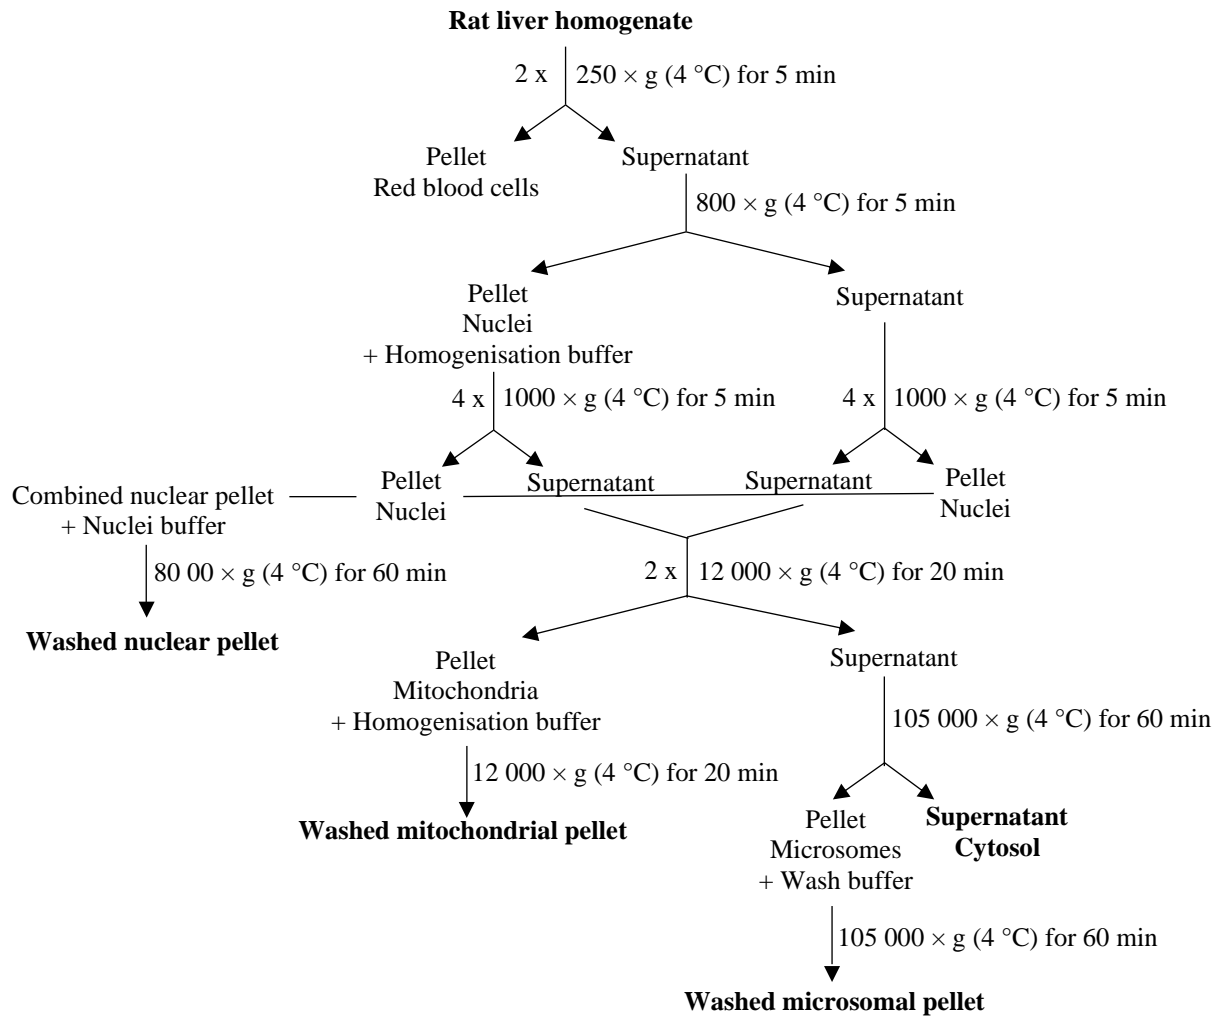 Rat liver homogenate
2 x 250 × g (4 °C) for 5 min
Pellet
Red blood cells
Supernatant
800 × g (4 °C) for 5 min
Pellet
Nuclei
+ Homogenisation buffer
Supernatant
4 x 1000 × g (4 °C) for 5 min
4 x 1000 × g (4 °C) for 5 min
Combined nuclear pellet
+ Nuclei buffer
Pellet
Nuclei
Supernatant
Supernatant
Pellet
Nuclei
80 00 × g (4 °C) for 60 min
2 x 12 000 × g (4 °C) for 20 min
Washed nuclear pellet
Pellet
Mitochondria
+ Homogenisation buffer
Supernatant
105 000 × g (4 °C) for 60 min
12 000 × g (4 °C) for 20 min
Washed mitochondrial pellet
Pellet
Microsomes
+ Wash buffer
Supernatant
Cytosol
105 000 × g (4 °C) for 60 min
Washed microsomal pellet